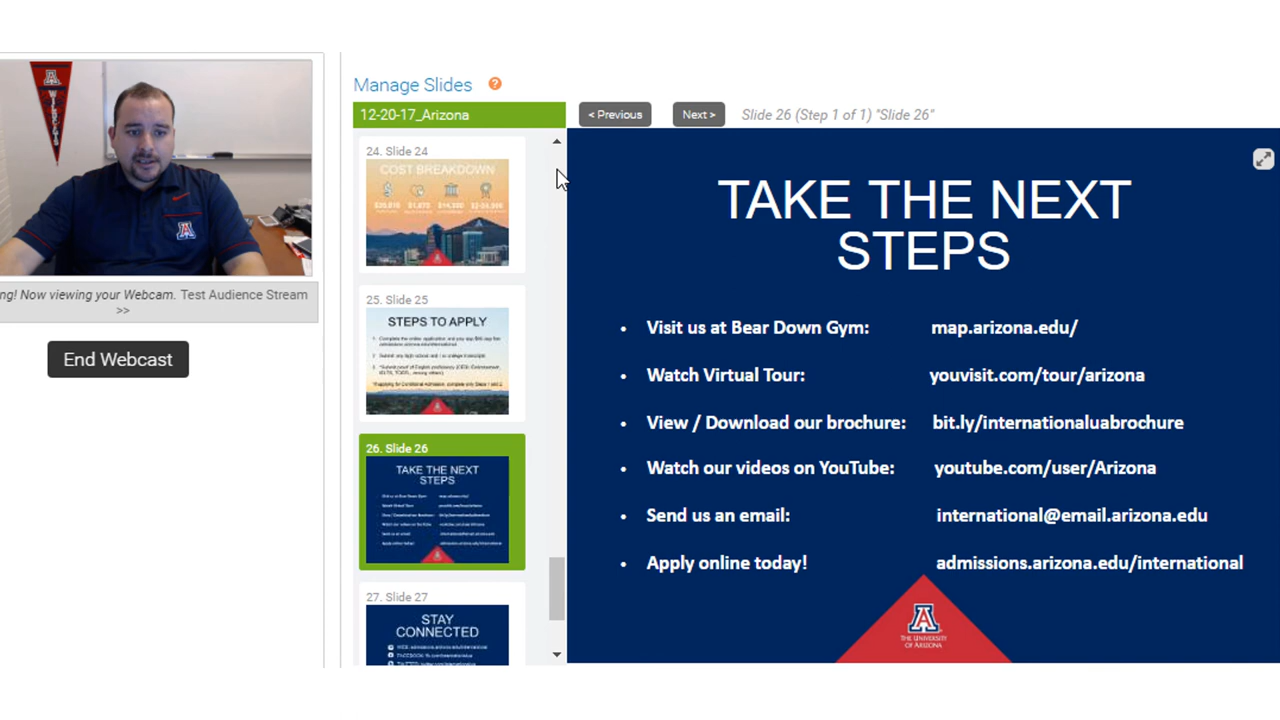 WILDCATS
ng! Now viewing your Webcam. Test Audience Stream
>>
End Webcast
Manage Slides ?
12-20-17_Arizona
< Previous
Next >
Slide 26 (Step 1 of 1) "Slide 26"
24. Slide 24
COST BREAKDOWN
25. Slide 25
STEPS TO APPLY
26. Slide 26
TAKE THE NEXT
STEPS
27. Slide 27
STAY
CONNECTED
TAKE THE NEXT
STEPS
• Visit us at Bear Down Gym: map.arizona.edu/
• Watch Virtual Tour: youvisit.com/tour/arizona
• View / Download our brochure: bit.ly/internationaluabrochure
• Watch our videos on YouTube: youtube.com/user/Arizona
• Send us an email: international@email.arizona.edu
• Apply online today! admissions.arizona.edu/international
A
THE UNIVERSITY
OF ARIZONA